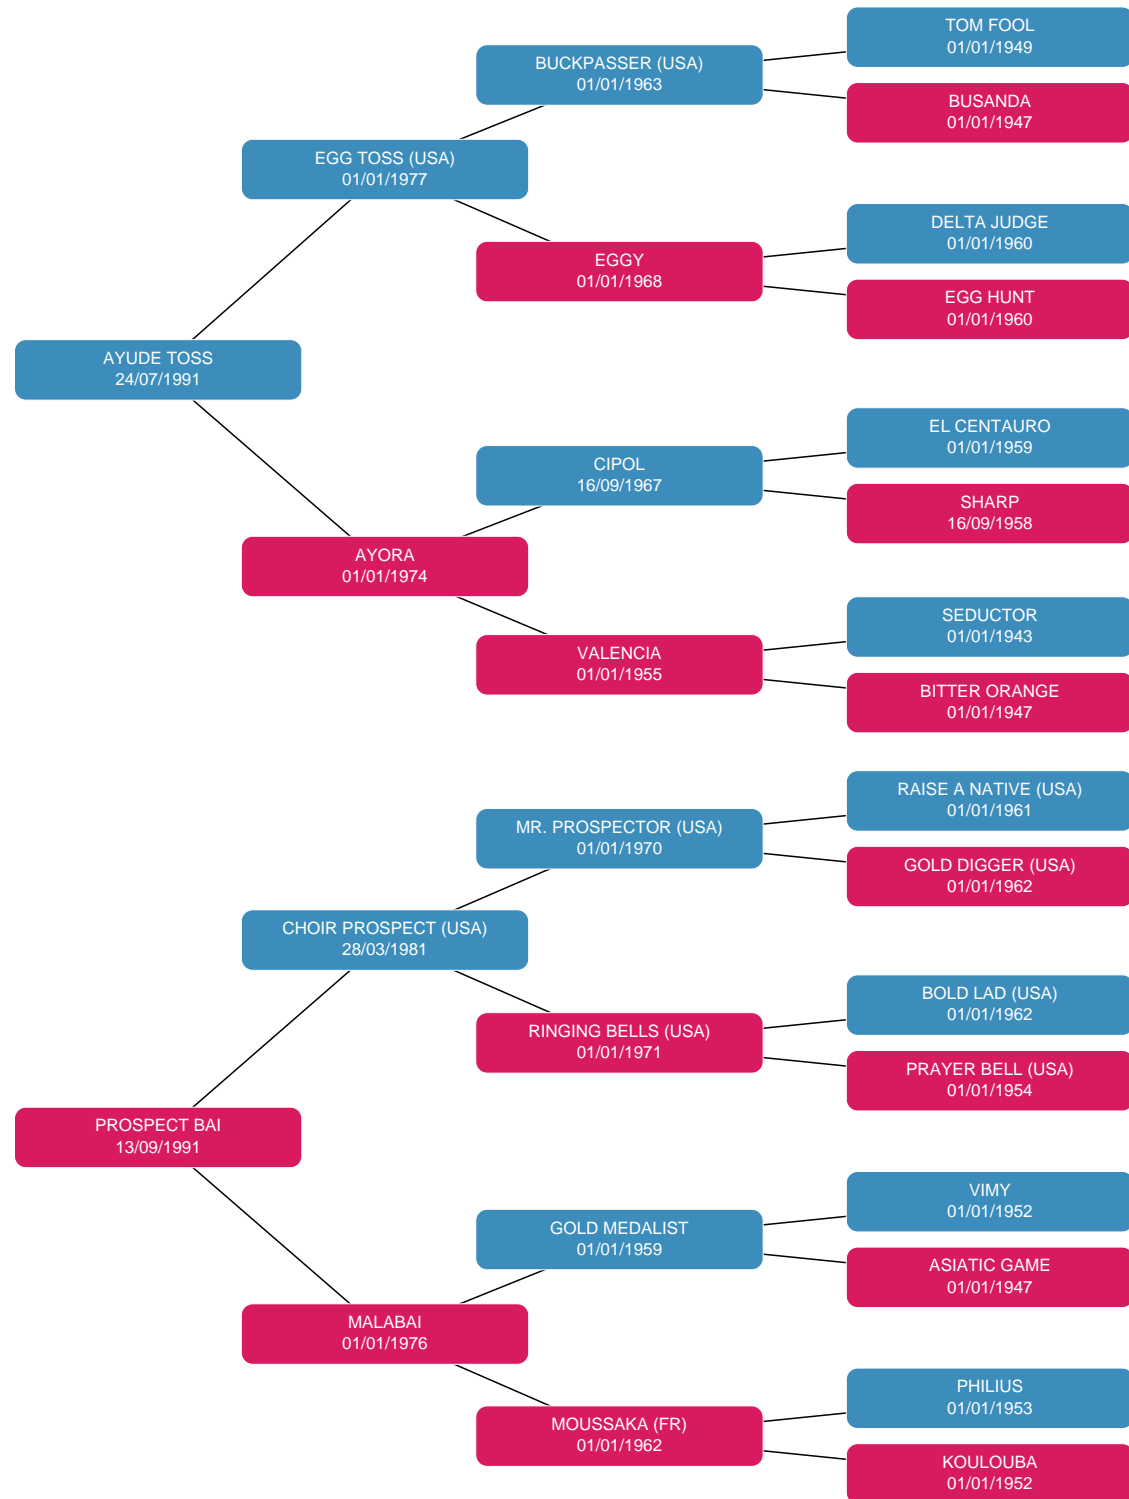 TOM FOOL
01/01/1949
BUCKPASSER (USA)
01/01/1963
BUSANDA
01/01/1947
EGG TOSS (USA)
01/01/1977
DELTA JUDGE
01/01/1960
EGGY
01/01/1968
EGG HUNT
01/01/1960
AYUDE TOSS
24/07/1991
EL CENTAURO
01/01/1959
CIPOL
16/09/1967
SHARP
16/09/1958
AYORA
01/01/1974
SEDUCTOR
01/01/1943
VALENCIA
01/01/1955
BITTER ORANGE
01/01/1947
RAISE A NATIVE (USA)
01/01/1961
MR. PROSPECTOR (USA)
01/01/1970
GOLD DIGGER (USA)
01/01/1962
CHOIR PROSPECT (USA)
28/03/1981
BOLD LAD (USA)
01/01/1962
RINGING BELLS (USA)
01/01/1971
PRAYER BELL (USA)
01/01/1954
PROSPECT BAI
13/09/1991
VIMY
01/01/1952
GOLD MEDALIST
01/01/1959
ASIATIC GAME
01/01/1947
MALABAI
01/01/1976
PHILIUS
01/01/1953
MOUSSAKA (FR)
01/01/1962
KOULOUBA
01/01/1952